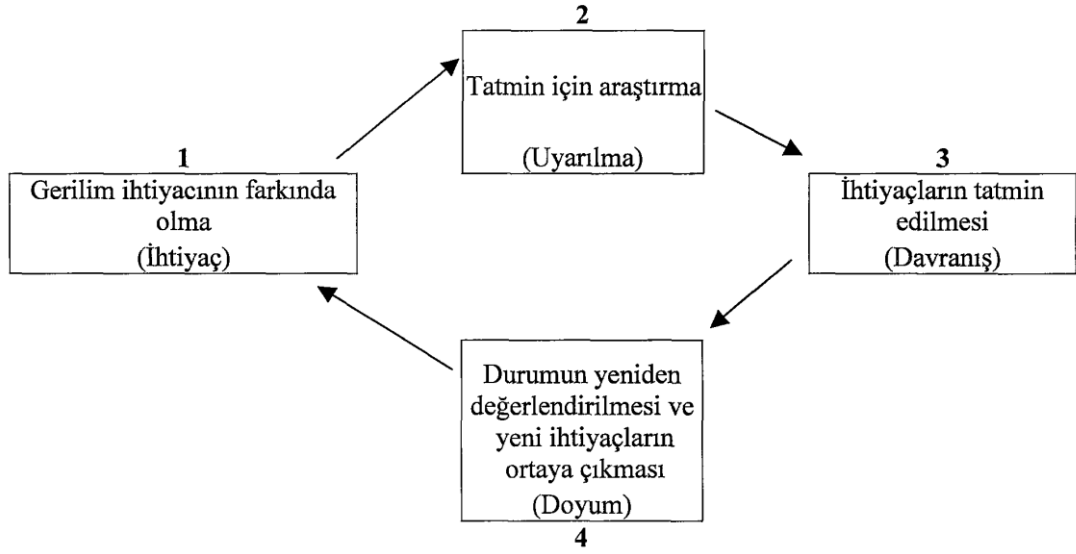 1
Gerilim ihtiyacının farkında
olma
(İhtiyaç)
2
Tatmin için araştırma
(Uyarılma)
3
İhtiyaçların tatmin
edilmesi
(Davranış)
Durumun yeniden
değerlendirilmesi ve
yeni ihtiyaçların
ortaya çıkması
(Doyum)
4